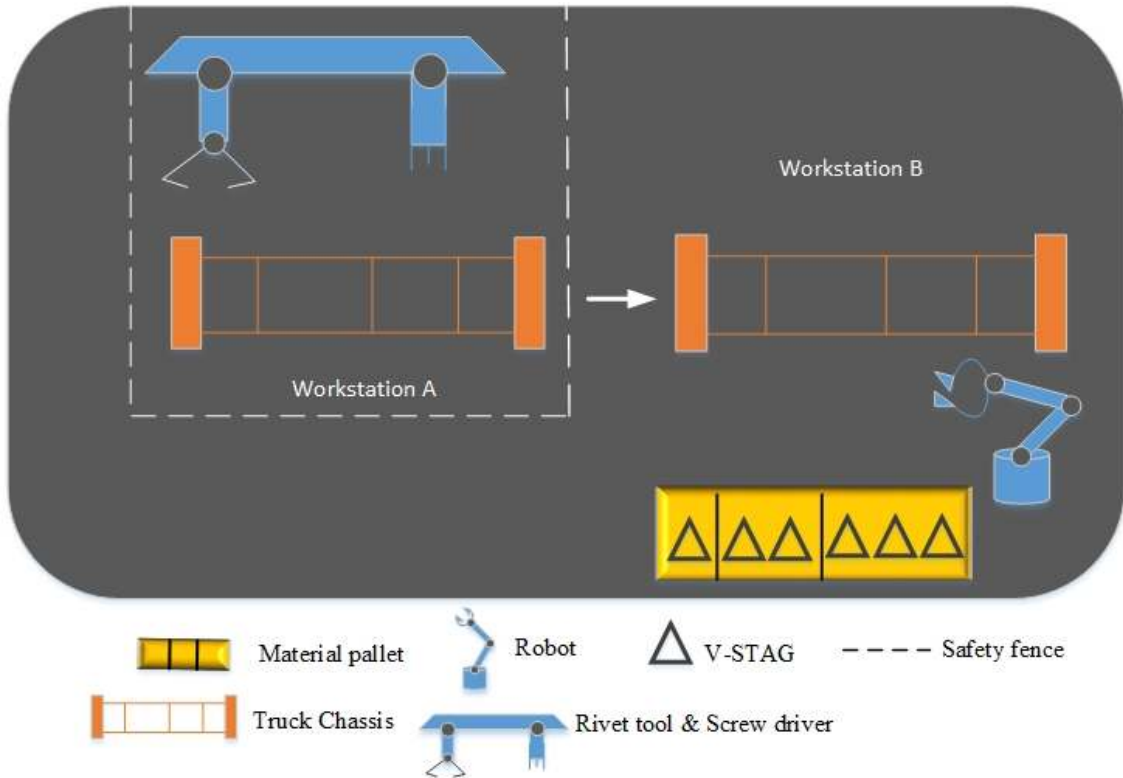 Workstation B
Workstation A
Material pallet
Robot
V-STAG
Safety fence
Truck Chassis
Rivet tool & Screw driver